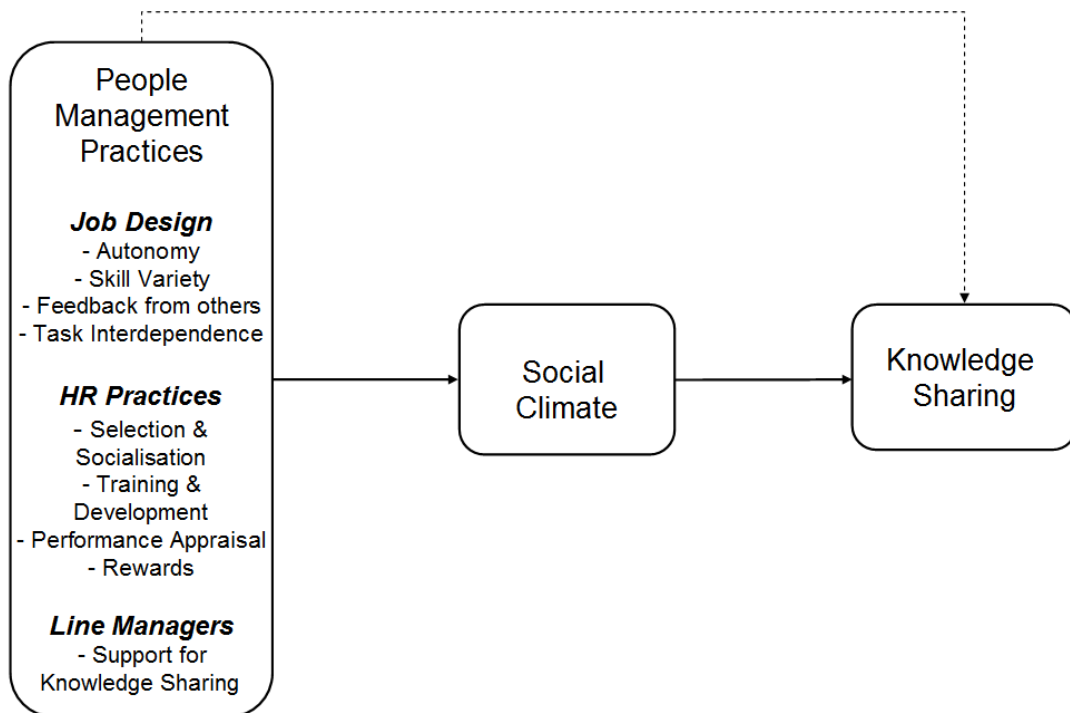 People
Management
Practices
Job Design
- Autonomy
- Skill Variety
- Feedback from others
- Task Interdependence
HR Practices
- Selection &
Socialisation
- Training &
Development
- Performance Appraisal
- Rewards
Line Managers
- Support for
Knowledge Sharing
Social
Climate
Knowledge
Sharing